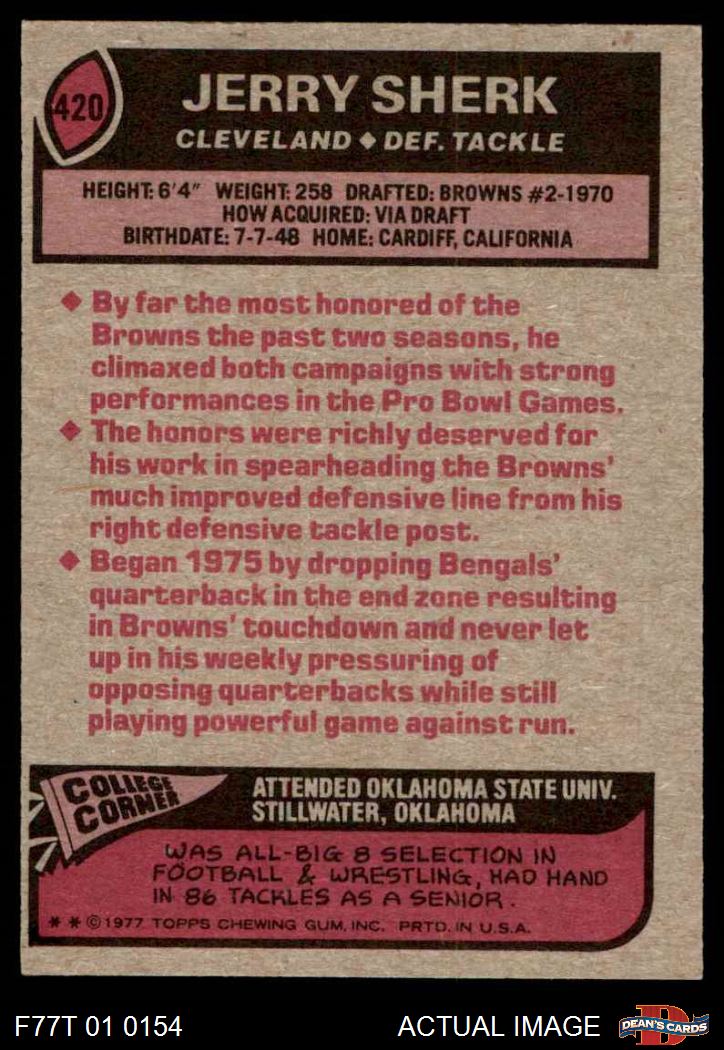 420
JERRY SHERK
CLEVELAND ◆ DEF. TACKLE
HEIGHT: 6'4" WEIGHT: 258 DRAFTED: BROWNS #2-1970
HOW ACQUIRED: VIA DRAFT
BIRTHDATE: 7-7-48 HOME: CARDIFF, CALIFORNIA
◆ By far the most honored of the
Browns the past two seasons, he
climaxed both campaigns with strong
performances in the Pro Bowl Games.
◆ The honors were richly deserved for
his work in spearheading the Browns'
much improved defensive line from his
right defensive tackle post.
◆ Began 1975 by dropping Bengals'
quarterback in the end zone resulting
in Browns' touchdown and never let
up in his weekly pressuring of
opposing quarterbacks while still
playing powerful game against run.
COLLEGE
CORNER
ATTENDED OKLAHOMA STATE UNIV.
STILLWATER, OKLAHOMA
WAS ALL-BIG 8 SELECTION IN
FOOTBALL & WRESTLING, HAD HAND
IN 86 TACKLES AS A SENIOR.
* * © 1977 TOPPS CHEWING GUM, INC. PRTD. IN U.S.A.
F77T 01 0154 ACTUAL IMAGE
D
DEAN'S CARDS